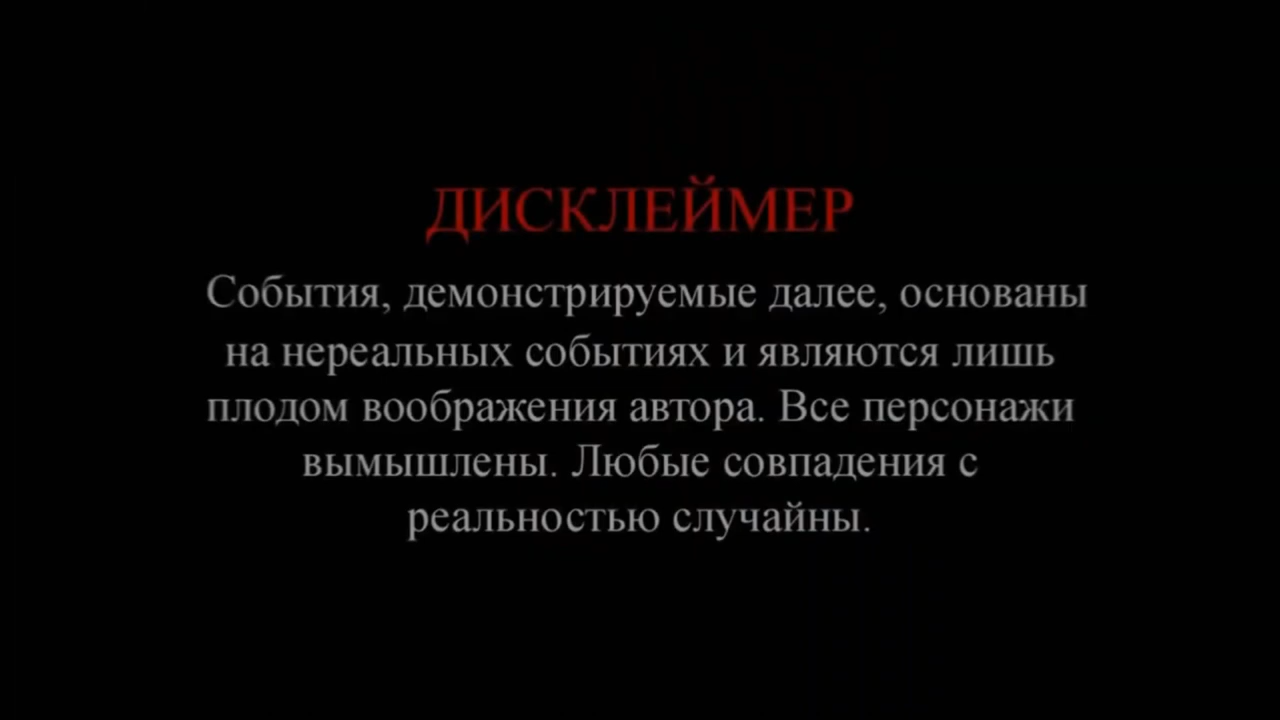 ДИСКЛЕЙМЕР
События, демонстрируемые далее, основаны
на нереальных событиях и являются лишь
плодом воображения автора. Все персонажи
вымышлены. Любые совпадения с
реальностью случайны.